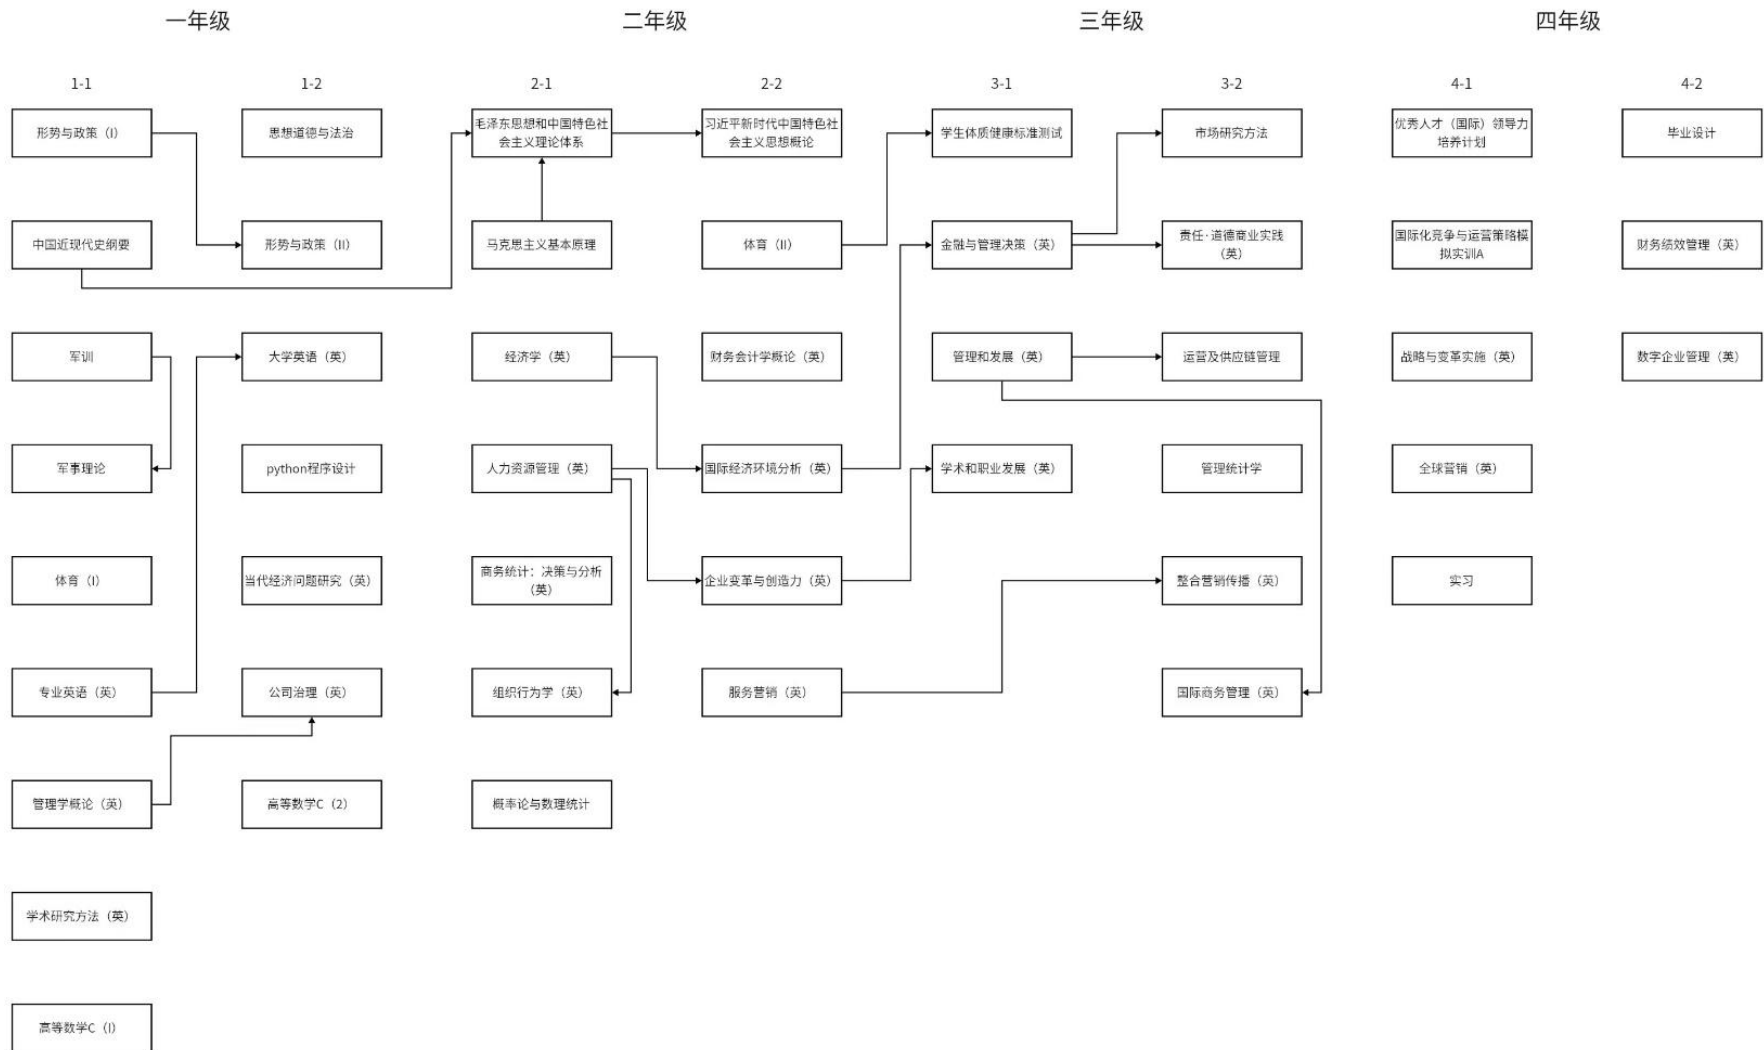 一年级
二年级
三年级
四年级
1-1
1-2
2-1
2-2
3-1
3-2
4-1
4-2
形势与政策（I）
思想道德与法治
毛泽东思想和中国特色社
会主义理论体系
习近平新时代中国特色社
会主义思想概论
学生体质健康标准测试
市场研究方法
优秀人才（国际）领导力
培养计划
毕业设计
中国近现代史纲要
形势与政策（II）
马克思主义基本原理
体育（II）
金融与管理决策（英）
责任·道德商业实践
（英）
国际化竞争与运营策略模
拟实训A
财务绩效管理（英）
军训
大学英语（英）
经济学（英）
财务会计学概论（英）
管理和发展（英）
运营及供应链管理
战略与变革实施（英）
数字企业管理（英）
军事理论
python程序设计
人力资源管理（英）
国际经济环境分析（英）
学术和职业发展（英）
管理统计学
全球营销（英）
体育（I）
当代经济问题研究（英）
商务统计：决策与分析
（英）
企业变革与创造力（英）
整合营销传播（英）
实习
专业英语（英）
公司治理（英）
组织行为学（英）
服务营销（英）
国际商务管理（英）
管理学概论（英）
高等数学C（2）
概率论与数理统计
学术研究方法（英）
高等数学C（I）